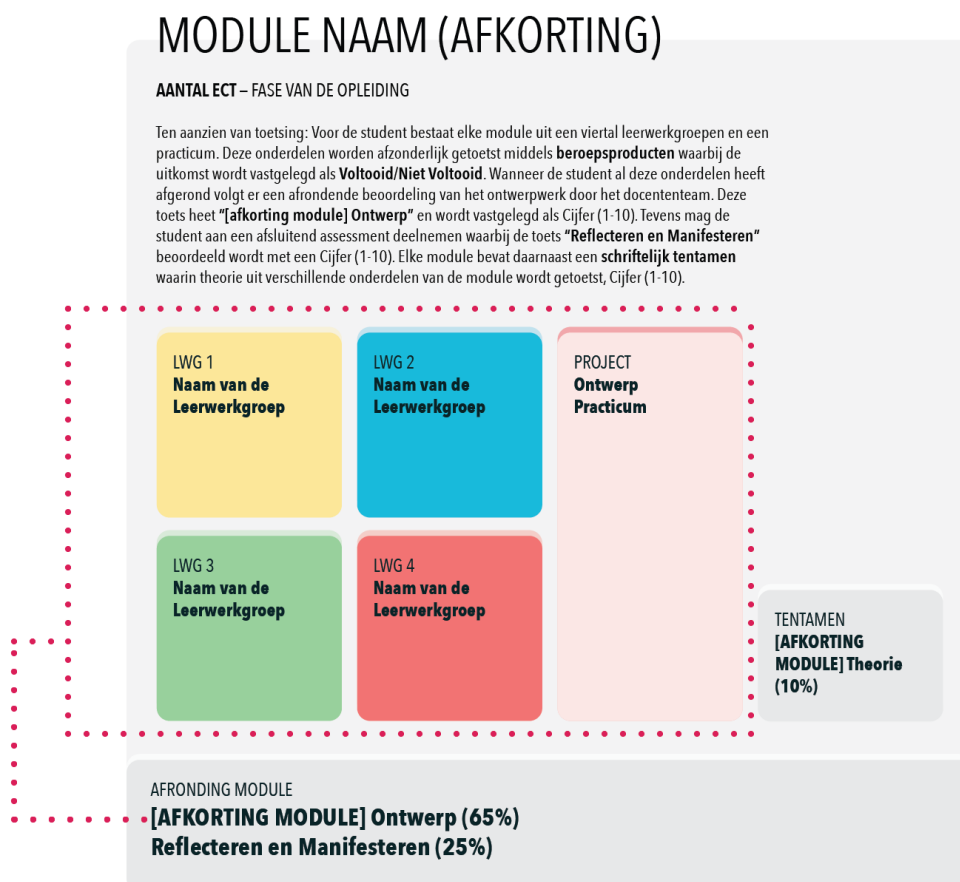 MODULE NAAM (AFKORTING)
AANTAL ECT – FASE VAN DE OPLEIDING
Ten aanzien van toetsing: Voor de student bestaat elke module uit een viertal leerwerkgroepen en een
practicum. Deze onderdelen worden afzonderlijk getoetst middels beroepsproducten waarbij de
uitkomst wordt vastgelegd als Voltooid/Niet Voltooid. Wanneer de student al deze onderdelen heeft
afgerond volgt er een afrondende beoordeling van het ontwerpwerk door het docententeam. Deze
toets heet "[afkorting module] Ontwerp" en wordt vastgelegd als Cijfer (1-10). Tevens mag de
student aan een afsluitend assessment deelnemen waarbij de toets "Reflecteren en Manifesteren"
beoordeeld wordt met een Cijfer (1-10). Elke module bevat daarnaast een schriftelijk tentamen
waarin theorie uit verschillende onderdelen van de module wordt getoetst, Cijfer (1-10).
LWG 1
Naam van de
Leerwerkgroep
LWG 2
Naam van de
Leerwerkgroep
PROJECT
Ontwerp
Practicum
LWG 3
Naam van de
Leerwerkgroep
LWG 4
Naam van de
Leerwerkgroep
TENTAMEN
[AFKORTING
MODULE] Theorie
(10%)
AFRONDING MODULE
[AFKORTING MODULE] Ontwerp (65%)
Reflecteren en Manifesteren (25%)